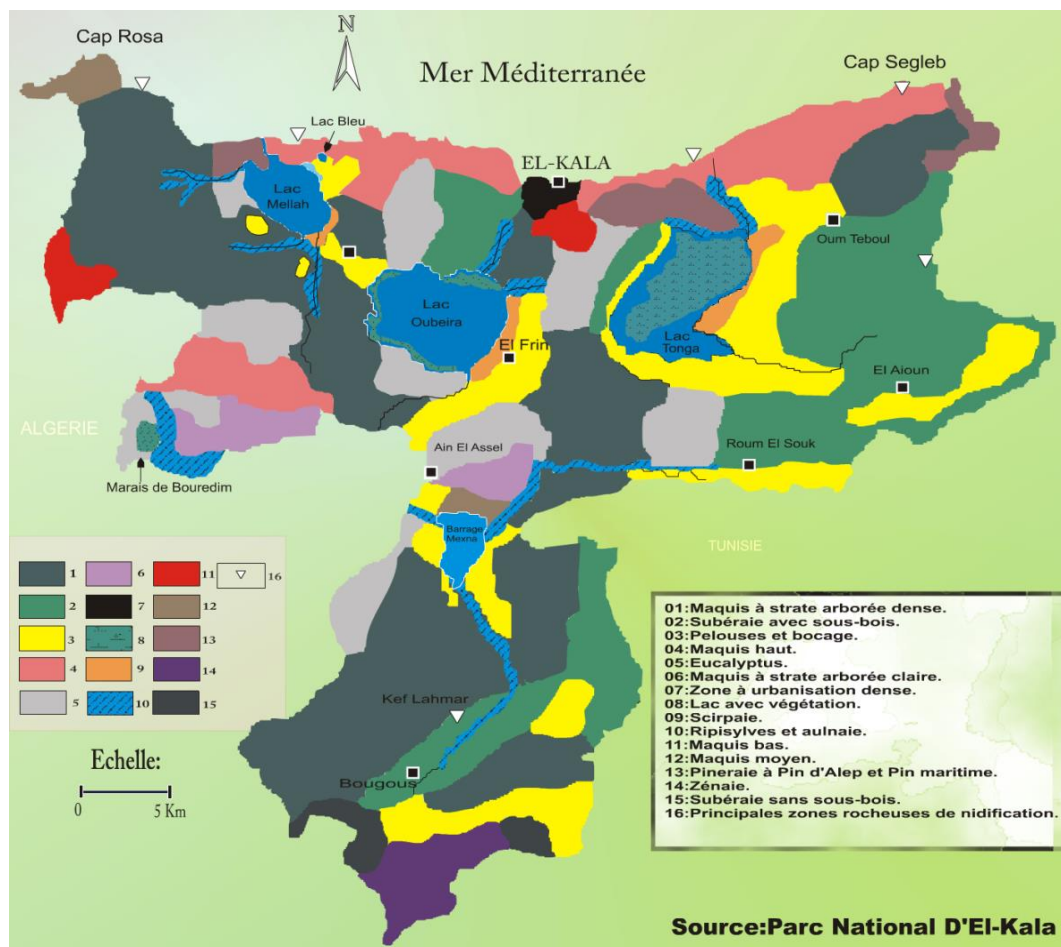 Cap Rosa
N
Mer Méditerranée
Cap Segleb
Lac Bleu
EL-KALA
Lac
Mellah
Oum Teboul
Lac
Oubeira
El Frin
Lac
Tonga
El Aioun
ALGERIE
Ain El Assel
Roum El Souk
Marais de Bouredim
Barrage
Mexna
TUNISIE
1 6 11 16
2 7 12
3 8 13
4 9 14
5 10 15
Kef Lahmar
Echelle:
0 5 Km
Bougous
01:Maquis à strate arborée dense.
02:Subéraie avec sous-bois.
03:Pelouses et bocage.
04:Maquis haut.
05:Eucalyptus.
06:Maquis à strate arborée claire.
07:Zone à urbanisation dense.
08:Lac avec végétation.
09:Scirpaie.
10:Ripisylves et aulnaie.
11:Maquis bas.
12:Maquis moyen.
13:Pineraie à Pin d'Alep et Pin maritime.
14:Zénaie.
15:Subéraie sans sous-bois.
16:Principales zones rocheuses de nidification.
Source:Parc National D'El-Kala